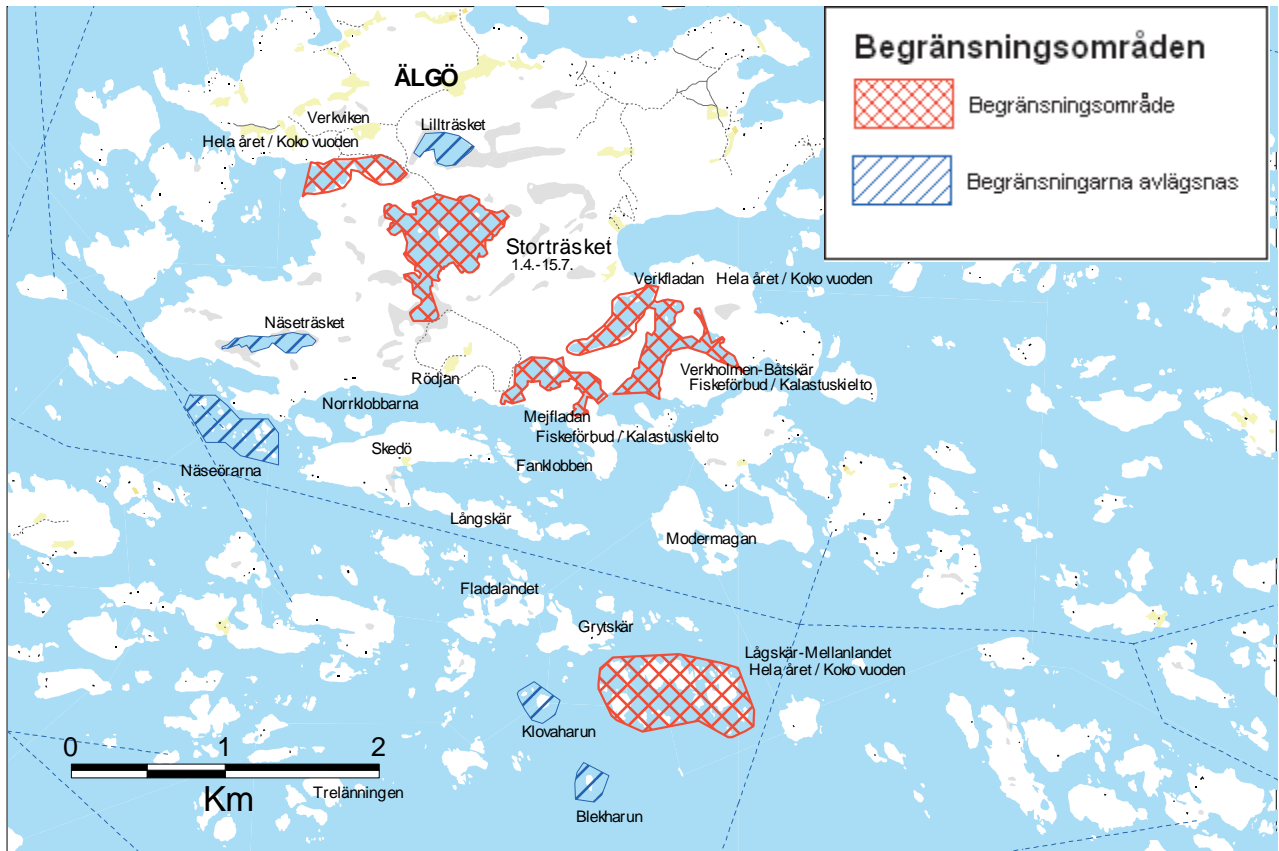 Begränsningsområden
Begränsningsområde
Begränsningarna avlägsnas
ÄLGÖ
Verkviken
Hela året / Koko vuoden
Lillträsket
Storträsket
1.4.-15.7.
Verkfladan
Hela året / Koko vuoden
Näseträsket
Rödjan
Verkholmen-Båtskär
Fiskeförbud / Kalastuskielto
Norrklobbarna
Mejfladan
Fiskeförbud / Kalastuskielto
Skedö
Fanklobben
Näseörarna
Långskär
Modermagan
Fladalandet
Grytskär
Lågskär-Mellanlandet
Hela året / Koko vuoden
Klovaharun
0 1 2
Km
Trelänningen
Blekharun